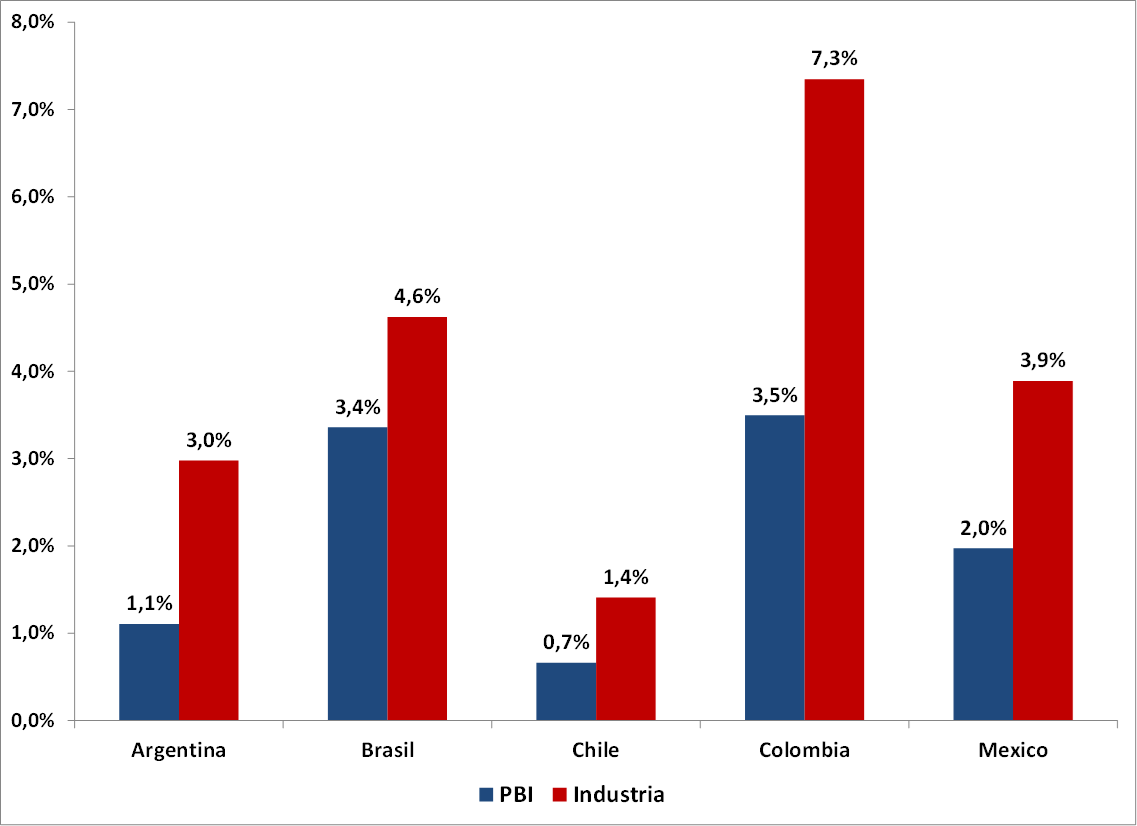 8,0%
7,0%
6,0%
5,0%
4,0%
3,0%
2,0%
1,0%
0,0%
1,1%
3,0%
3,4%
4,6%
0,7%
1,4%
3,5%
7,3%
2,0%
3,9%
Argentina
Brasil
Chile
Colombia
Mexico
PBI
Industria